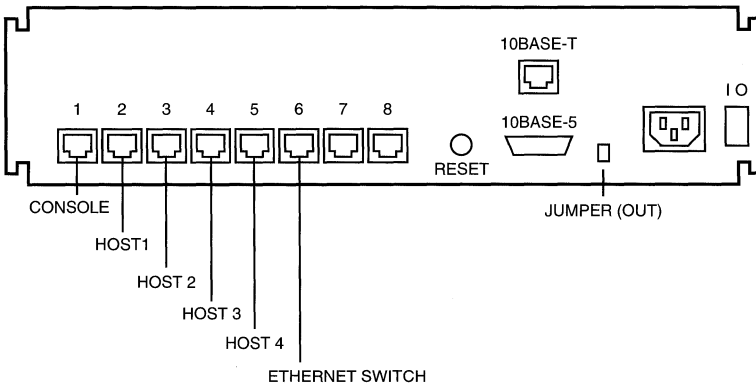 10BASE-T
I O
1 2 3 4 5 6 7 8
10BASE-5
RESET
CONSOLE
JUMPER (OUT)
HOST1
HOST 2
HOST 3
HOST 4
ETHERNET SWITCH